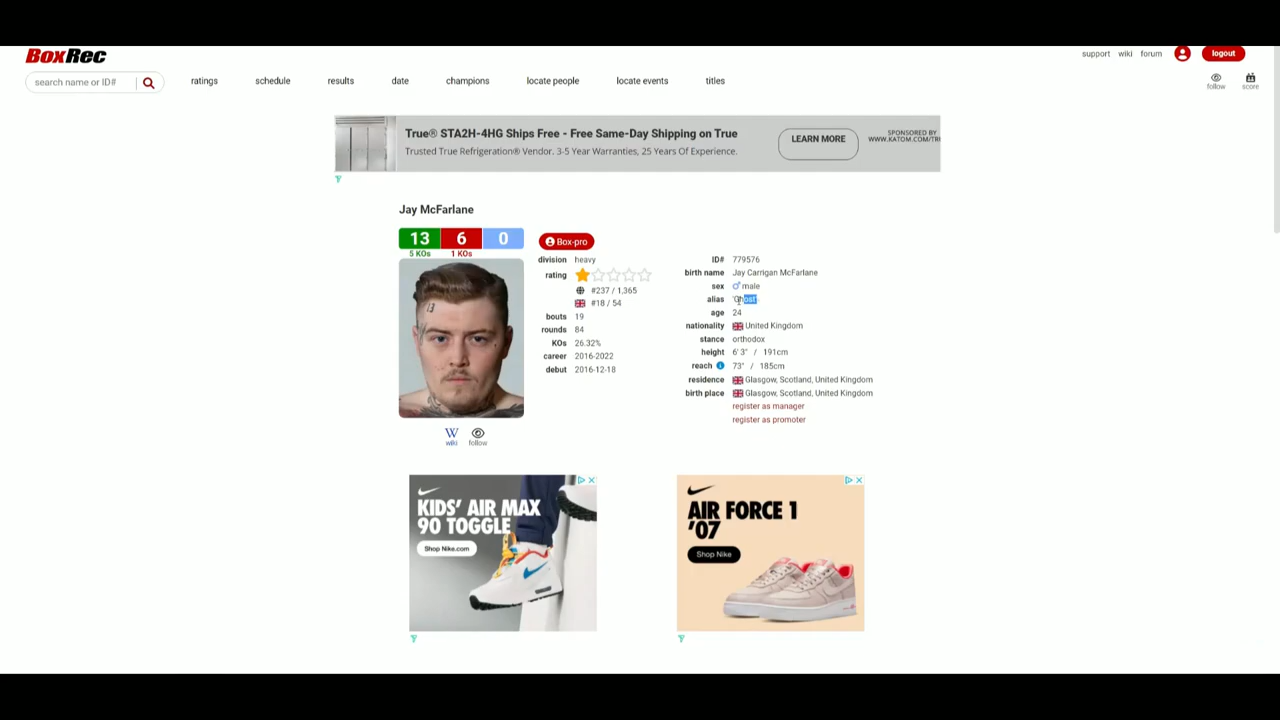 BoxRec
support wiki forum logout
search name or ID#
ratings schedule results date champions locate people locate events titles
follow score
True® STA2H-4HG Ships Free - Free Same-Day Shipping on True
Trusted True Refrigeration® Vendor. 3-5 Year Warranties, 25 Years Of Experience.
LEARN MORE
SPONSORED BY
WWW.KATOM.COM/TRU
Jay McFarlane
13 6 0
5 KOs 1 KOs
Box-pro
division heavy
rating
#237 / 1,365
#18 / 54
bouts 19
rounds 84
KOs 26.32%
career 2016-2022
debut 2016-12-18
ID# 779576
birth name Jay Carrigan McFarlane
sex ♂ male
alias 'Ghost'
age 24
nationality United Kingdom
stance orthodox
height 6' 3" / 191cm
reach 73" / 185cm
residence Glasgow, Scotland, United Kingdom
birth place Glasgow, Scotland, United Kingdom
register as manager
register as promoter
W
wiki follow
KIDS' AIR MAX
90 TOGGLE
Shop Nike.com
AIR FORCE 1
'07
Shop Nike